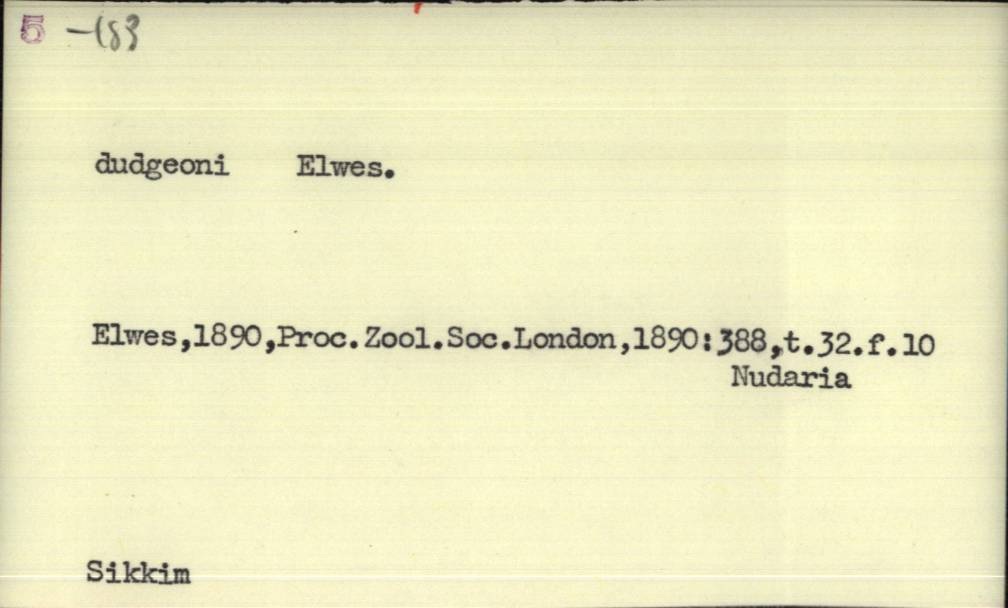 5 -183
dudgeoni Elwes.
Elwes,1890,Proc.Zool.Soc.London,1890:388,t.32.f.10
Nudaria
Sikkim